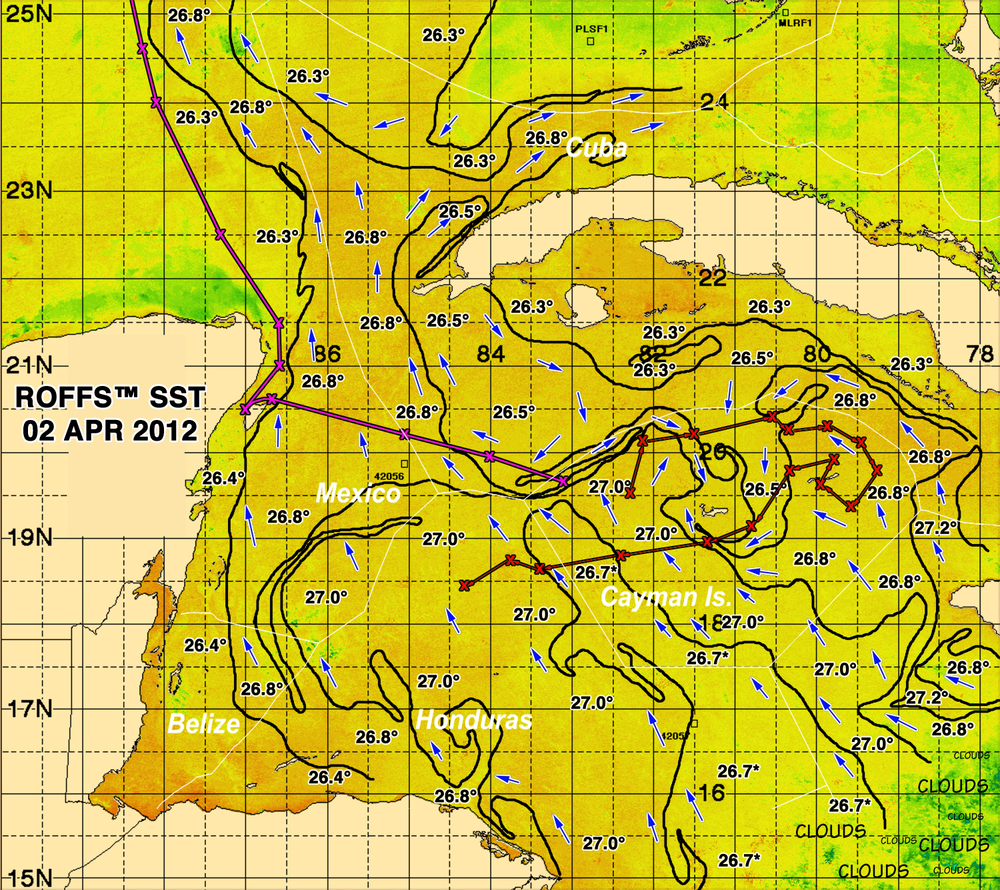 25N
26.8°
26.3°
PLSF1
MLRF1
26.3°
24
26.8°
26.3°
26.8°
Cuba
26.3°
23N
26.5°
26.3°
26.8°
22
26.3°
26.3°
26.8°
26.5°
26.3°
86
84
82
80
78
26.5°
26.3°
21N
26.3°
26.8°
ROFFS™ SST
02 APR 2012
26.8°
26.8°
26.5°
20
26.8°
26.4°
42056
27.0°
26.5°
26.8°
Mexico
26.8°
27.2°
19N
27.0°
27.0°
26.8°
26.7*
26.8°
27.0°
Cayman Is.
27.0°
18
27.0°
26.4°
26.7*
27.0°
26.8°
26.8°
27.0°
27.0°
27.2°
17N
Belize
Honduras
26.8°
42057
26.8°
27.0°
CLOUDS
26.7*
26.4°
CLOUDS
26.8°
16
26.7*
CLOUDS
CLOUDS
27.0°
CLOUDS
CLOUDS
26.7*
CLOUDS
CLOUDS
15N